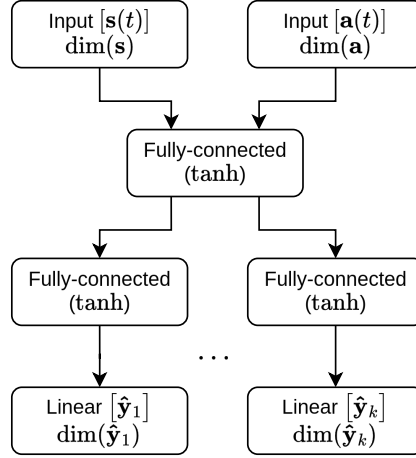 Input [s(t)]
dim(s)
Input [a(t)]
dim(a)
Fully-connected
(tanh)
Fully-connected
(tanh)
Fully-connected
(tanh)
...
Linear [ŷ₁]
dim(ŷ₁)
Linear [ŷₖ]
dim(ŷₖ)